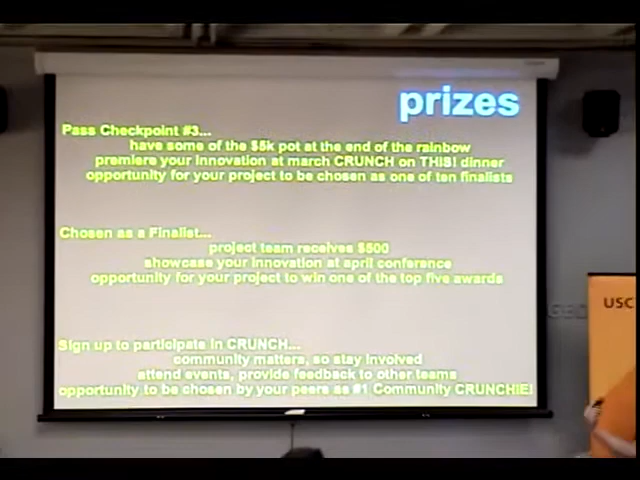 prizes
Pass Checkpoint #3...
have some of the $5k pot at the end of the rainbow
premiere your innovation at march CRUNCH on THIS! dinner
opportunity for your project to be chosen as one of ten finalists
Chosen as a Finalist...
project team receives $500
showcase your innovation at april conference
opportunity for your project to win one of the top five awards
Sign up to participate in CRUNCH...
community matters, so stay involved
attend events, provide feedback to other teams
opportunity to be chosen by your peers as #1 Community CRUNCHIE!
USC